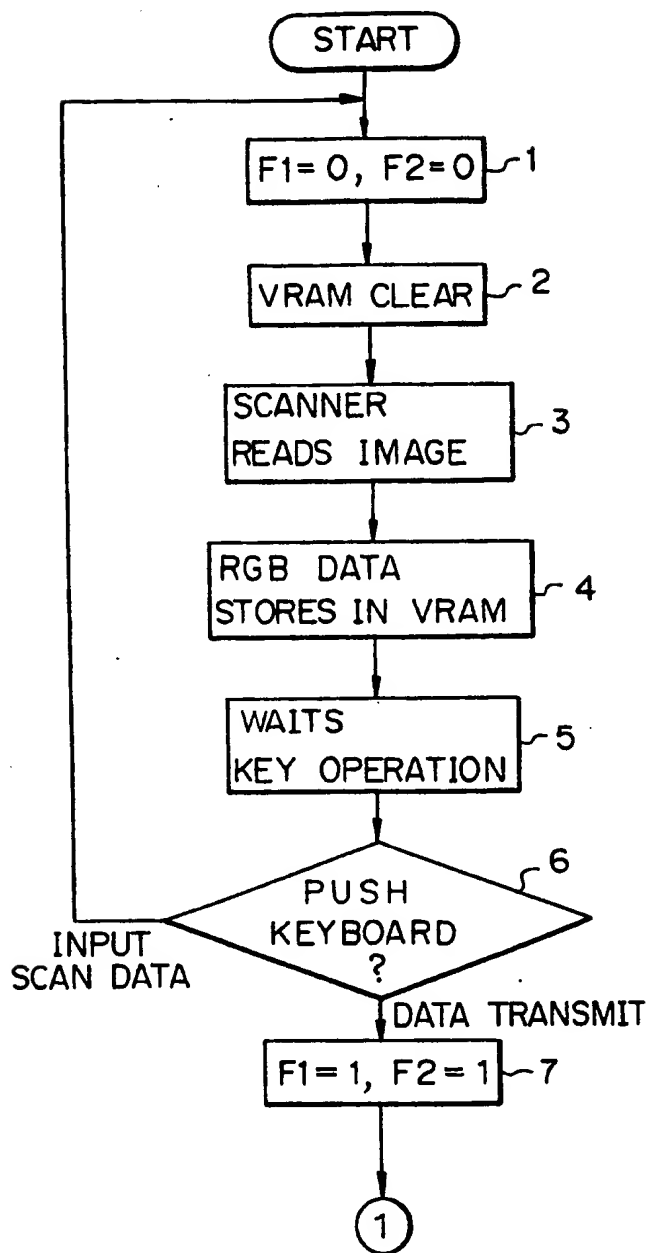 START
F1=0, F2=0
1
VRAM CLEAR
2
SCANNER
READS IMAGE
3
RGB DATA
STORES IN VRAM
4
WAITS
KEY OPERATION
5
PUSH
KEYBOARD
?
6
INPUT
SCAN DATA
DATA TRANSMIT
F1=1, F2=1
7
1